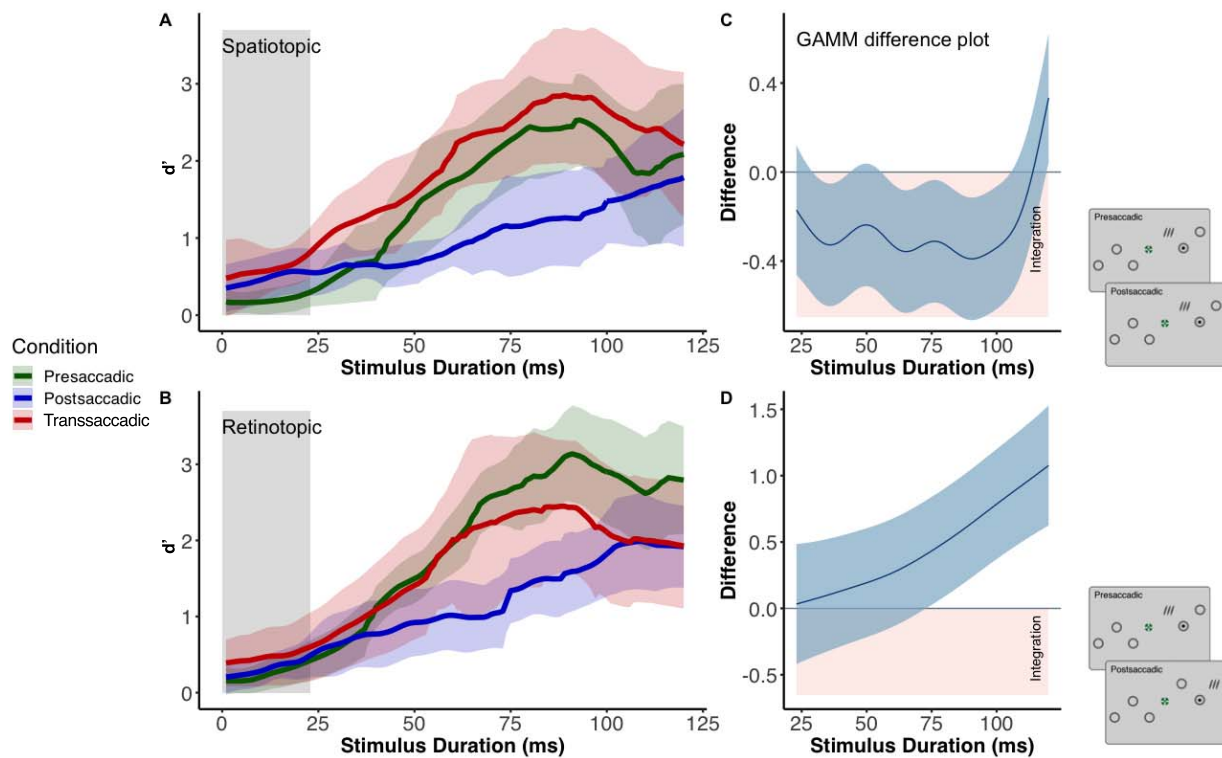 A
Spatiotopic
3
2
1
0
d'
0
25
50
75
100
125
Stimulus Duration (ms)
C
GAMM difference plot
0.4
0.0
-0.4
Difference
Integration
25
50
75
100
Stimulus Duration (ms)
Presaccadic
Postsaccadic
Condition
Presaccadic
Postsaccadic
Transsaccadic
B
Retinotopic
3
2
1
0
d'
0
25
50
75
100
125
Stimulus Duration (ms)
D
1.5
1.0
0.5
0.0
-0.5
Difference
Integration
25
50
75
100
Stimulus Duration (ms)
Presaccadic
Postsaccadic